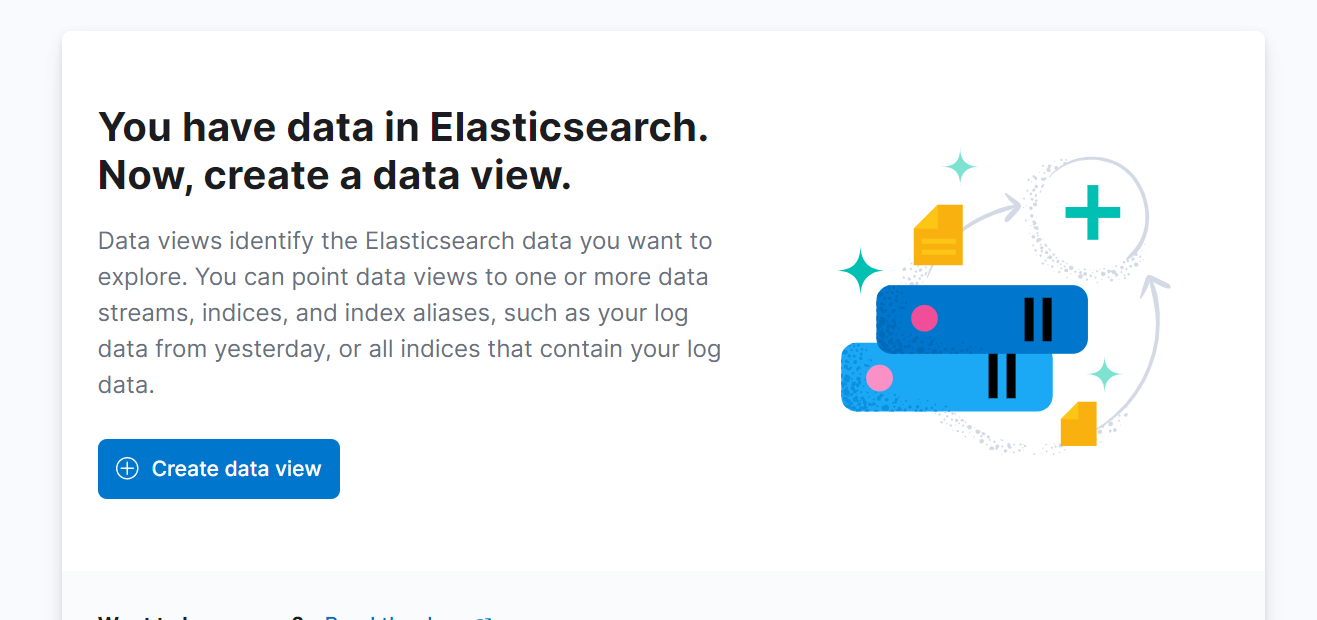 You have data in Elasticsearch.
Now, create a data view.
Data views identify the Elasticsearch data you want to
explore. You can point data views to one or more data
streams, indices, and index aliases, such as your log
data from yesterday, or all indices that contain your log
data.
Create data view